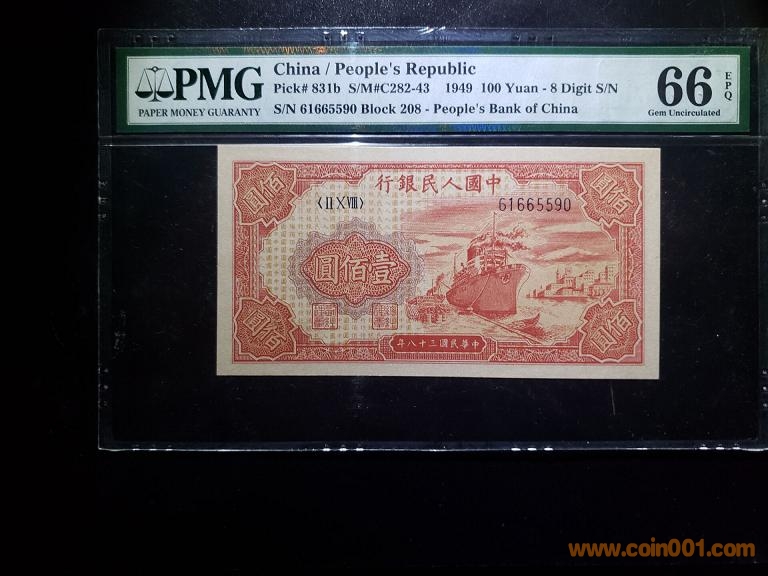 PMG
PAPER MONEY GUARANTY
China / People's Republic
Pick# 831b S/M#C282-43 1949 100 Yuan - 8 Digit S/N
S/N 61665590 Block 208 - People's Bank of China
66 EPQ
Gem Uncirculated
佰圓
行銀民人國中
佰圓
〈ⅡⅩⅧ〉
61665590
圓佰壹
佰圓
年八十三國民華中
佰圓
www.coin001.com